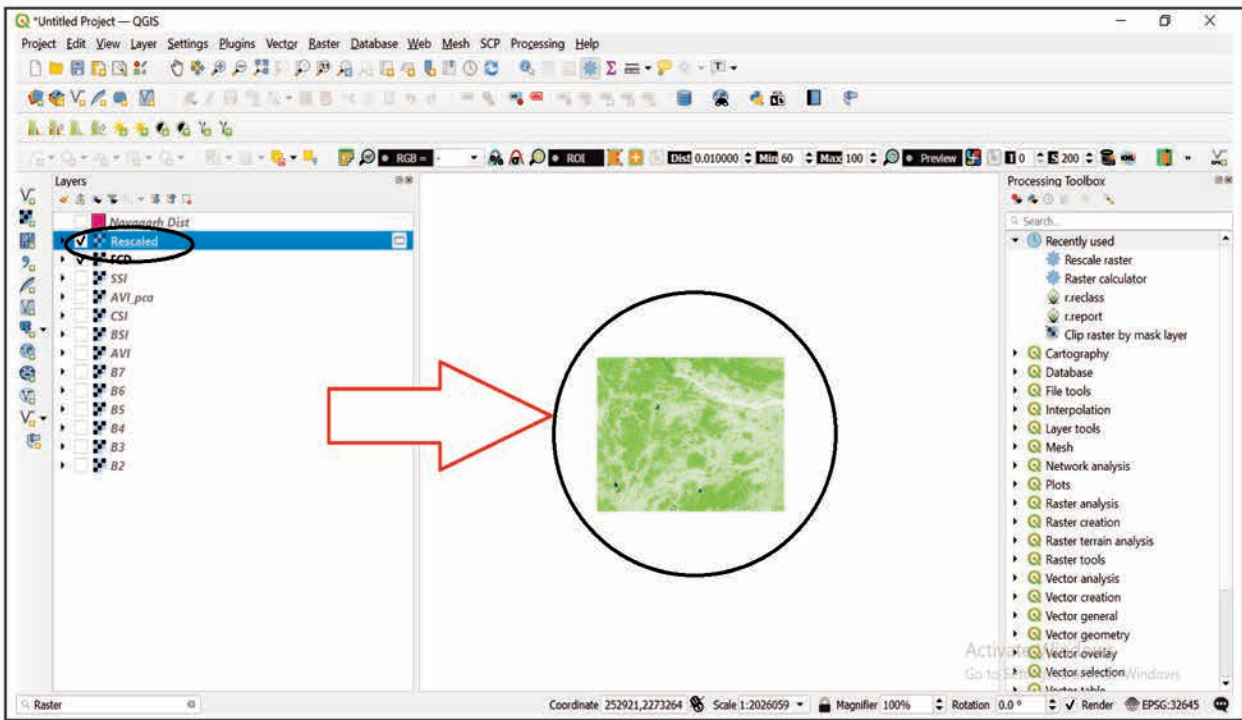 *Untitled Project — QGIS
Project Edit View Layer Settings Plugins Vector Raster Database Web Mesh SCP Processing Help
RGB = -
ROI
Dist 0.010000 Min 60 Max 100
Preview
T 0 S 200
Layers
Nayagarh Dist
Rescaled
FCD
SSI
AVI_pca
CSI
BSI
AVI
B7
B6
B5
B4
B3
B2
Processing Toolbox
Search...
Recently used
Rescale raster
Raster calculator
r.reclass
r.report
Clip raster by mask layer
Cartography
Database
File tools
Interpolation
Layer tools
Mesh
Network analysis
Plots
Raster analysis
Raster creation
Raster terrain analysis
Raster tools
Vector analysis
Vector creation
Vector general
Vector geometry
Vector overlay
Vector selection
Vector table
Raster
Coordinate 252921,2273264 Scale 1:2026059 Magnifier 100% Rotation 0.0 ° Render EPSG:32645